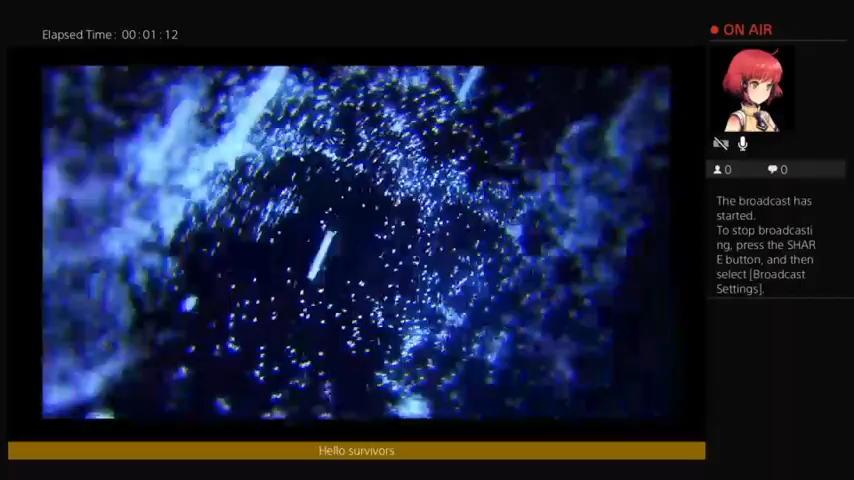 Elapsed Time: 00:01:12
ON AIR
0 0
The broadcast has
started.
To stop broadcasti
ng, press the SHAR
E button, and then
select [Broadcast
Settings].
Hello survivors